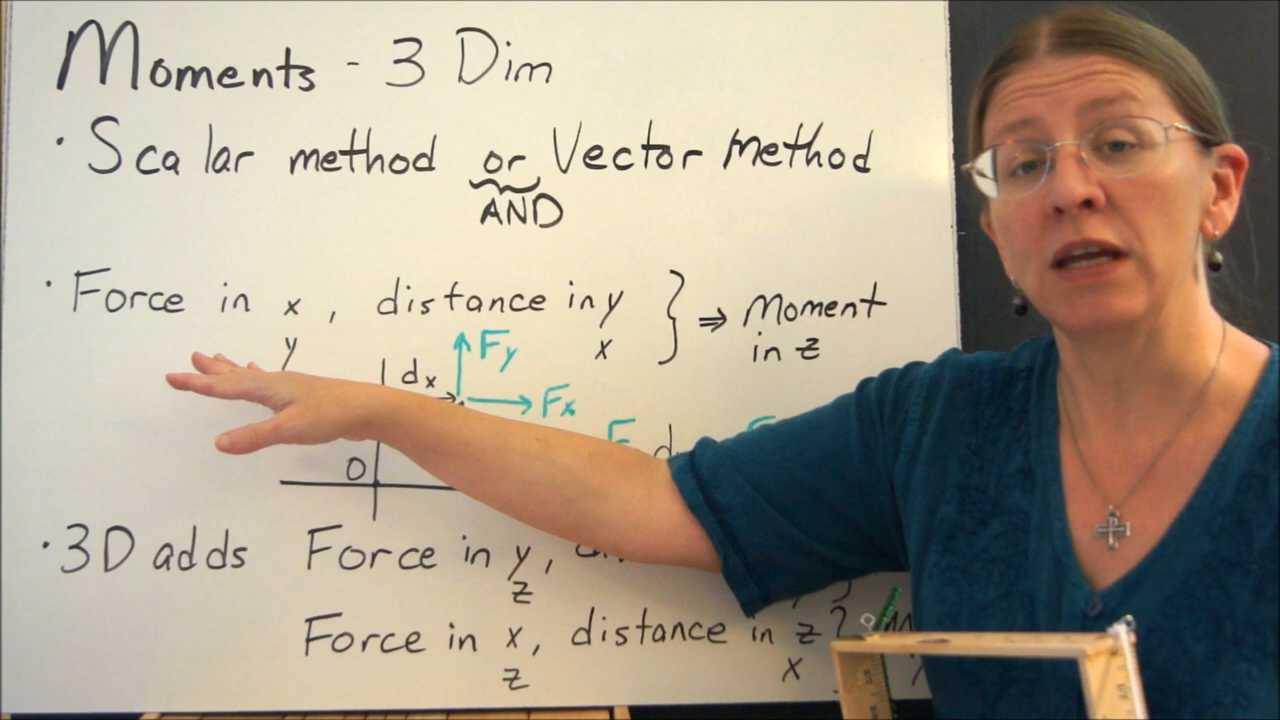 Moments - 3 Dim
· Scalar method or Vector method
AND
· Force in x, distance in y } ⇒ Moment
y x in z
dx Fy
Fx
0
· 3D adds Force in y,
z
Force in x, distance in z }
z x